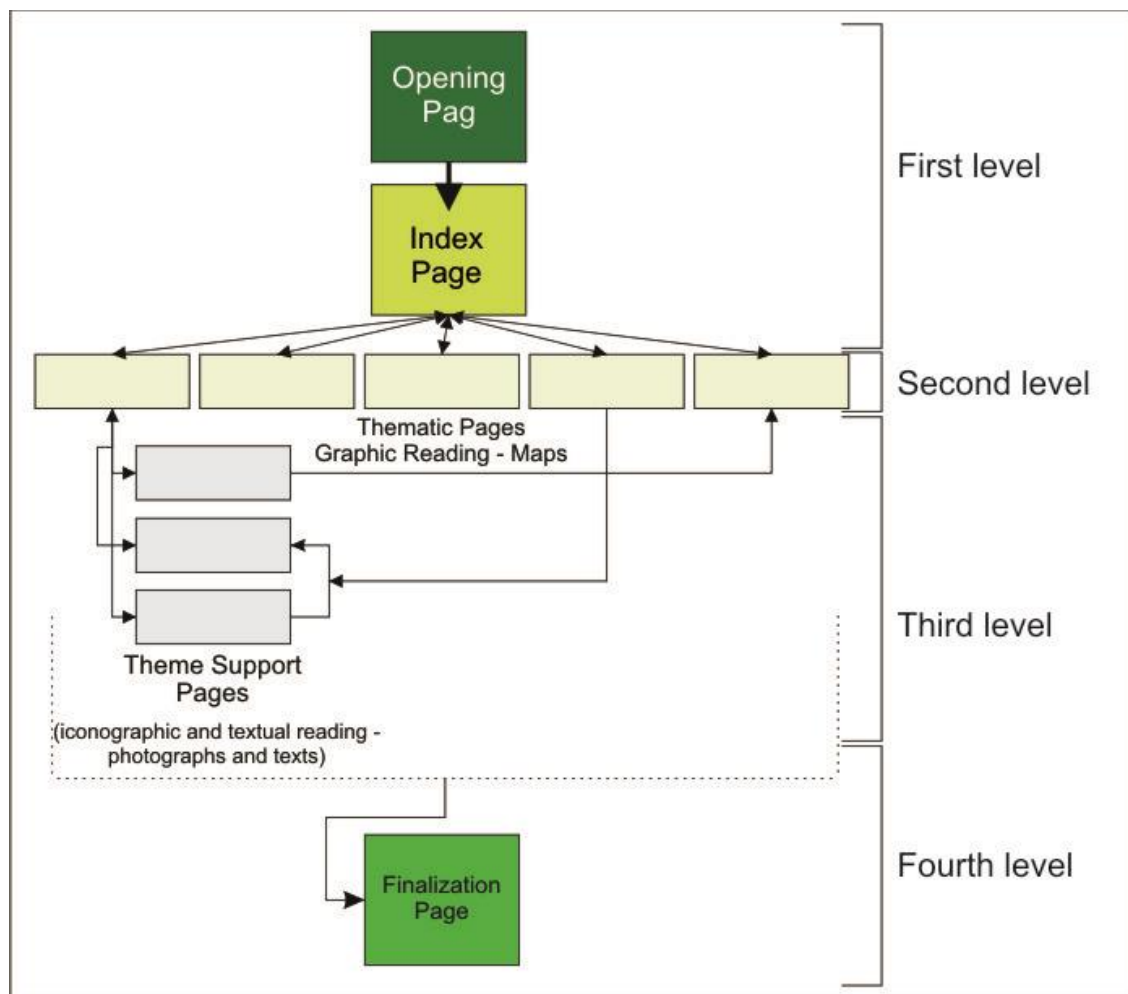 Opening
Pag
First level
Index
Page
Second level
Thematic Pages
Graphic Reading - Maps
Third level
Theme Support
Pages
(iconographic and textual reading -
photographs and texts)
Fourth level
Finalization
Page